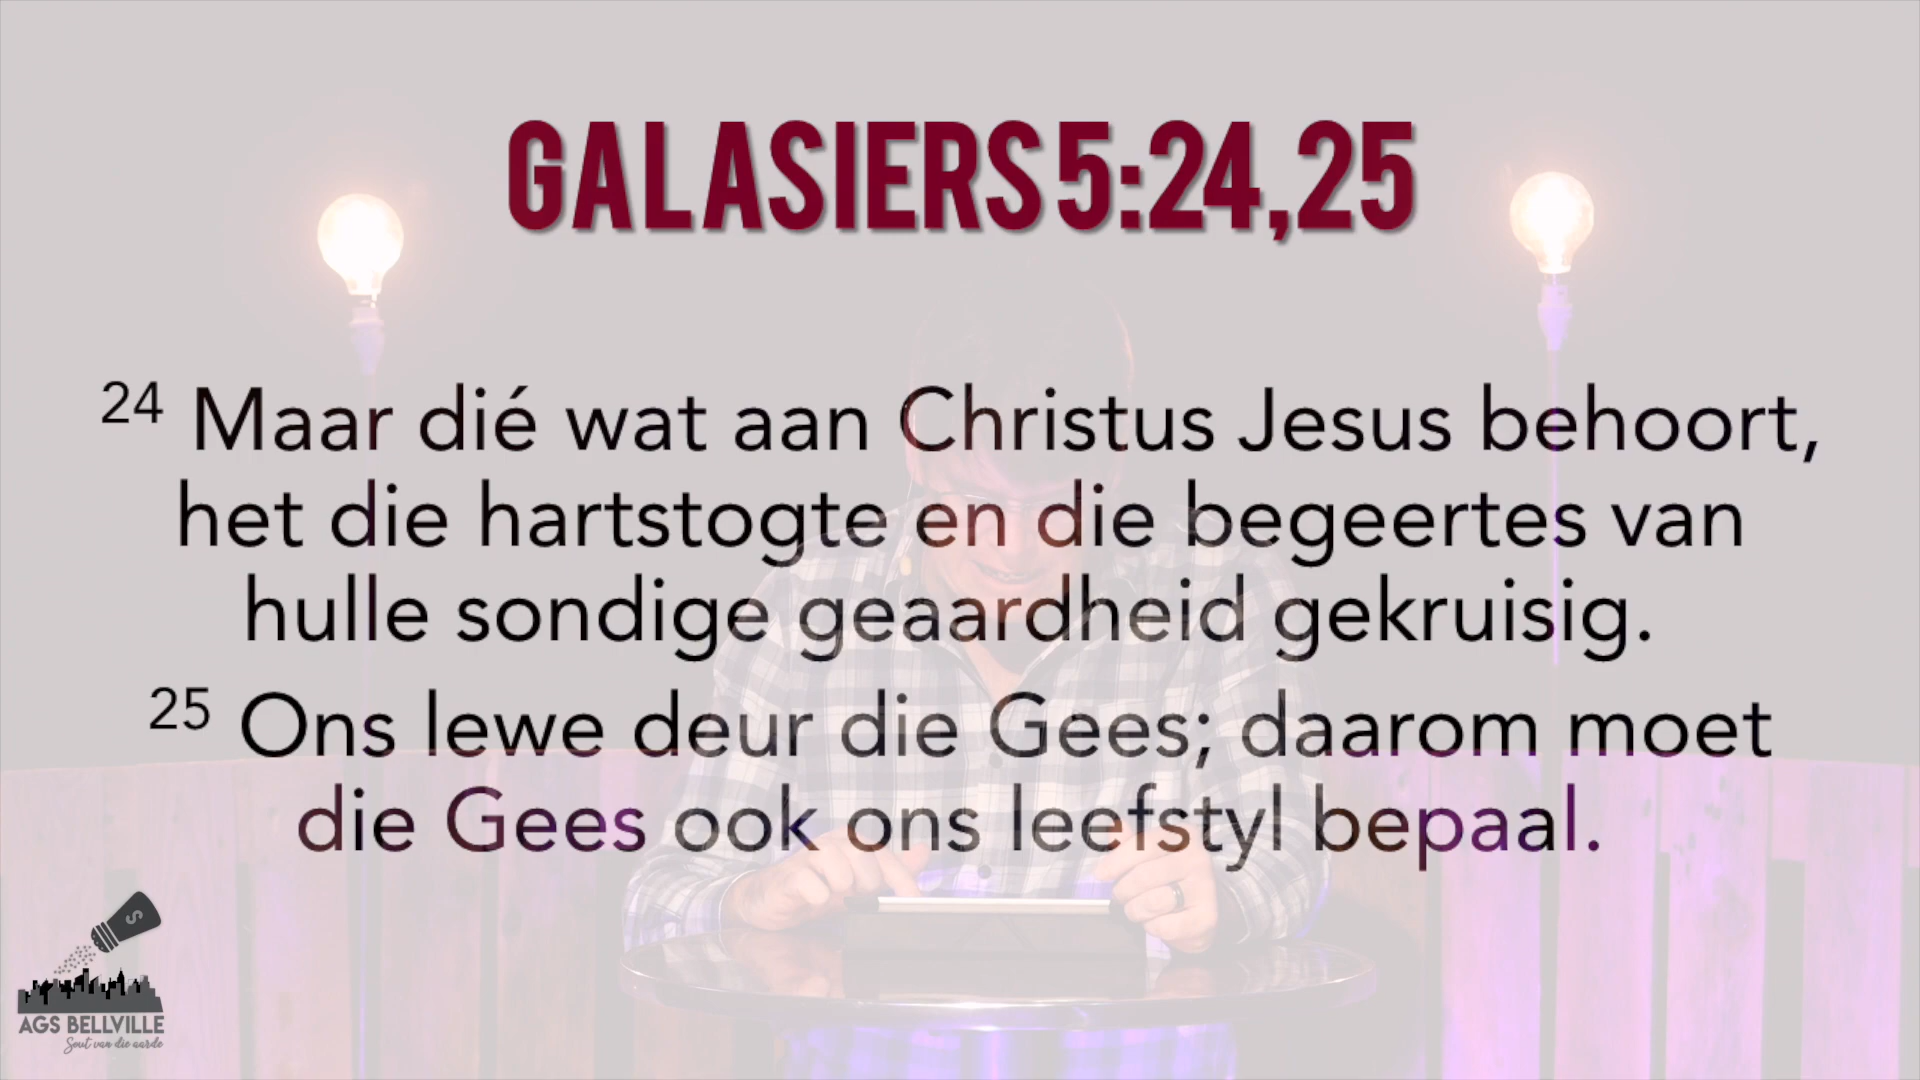 GALASIERS 5:24,25
24 Maar dié wat aan Christus Jesus behoort,
het die hartstogte en die begeertes van
hulle sondige geaardheid gekruisig.
25 Ons lewe deur die Gees; daarom moet
die Gees ook ons leefstyl bepaal.
S
AGS BELLVILLE
Sout van die aarde